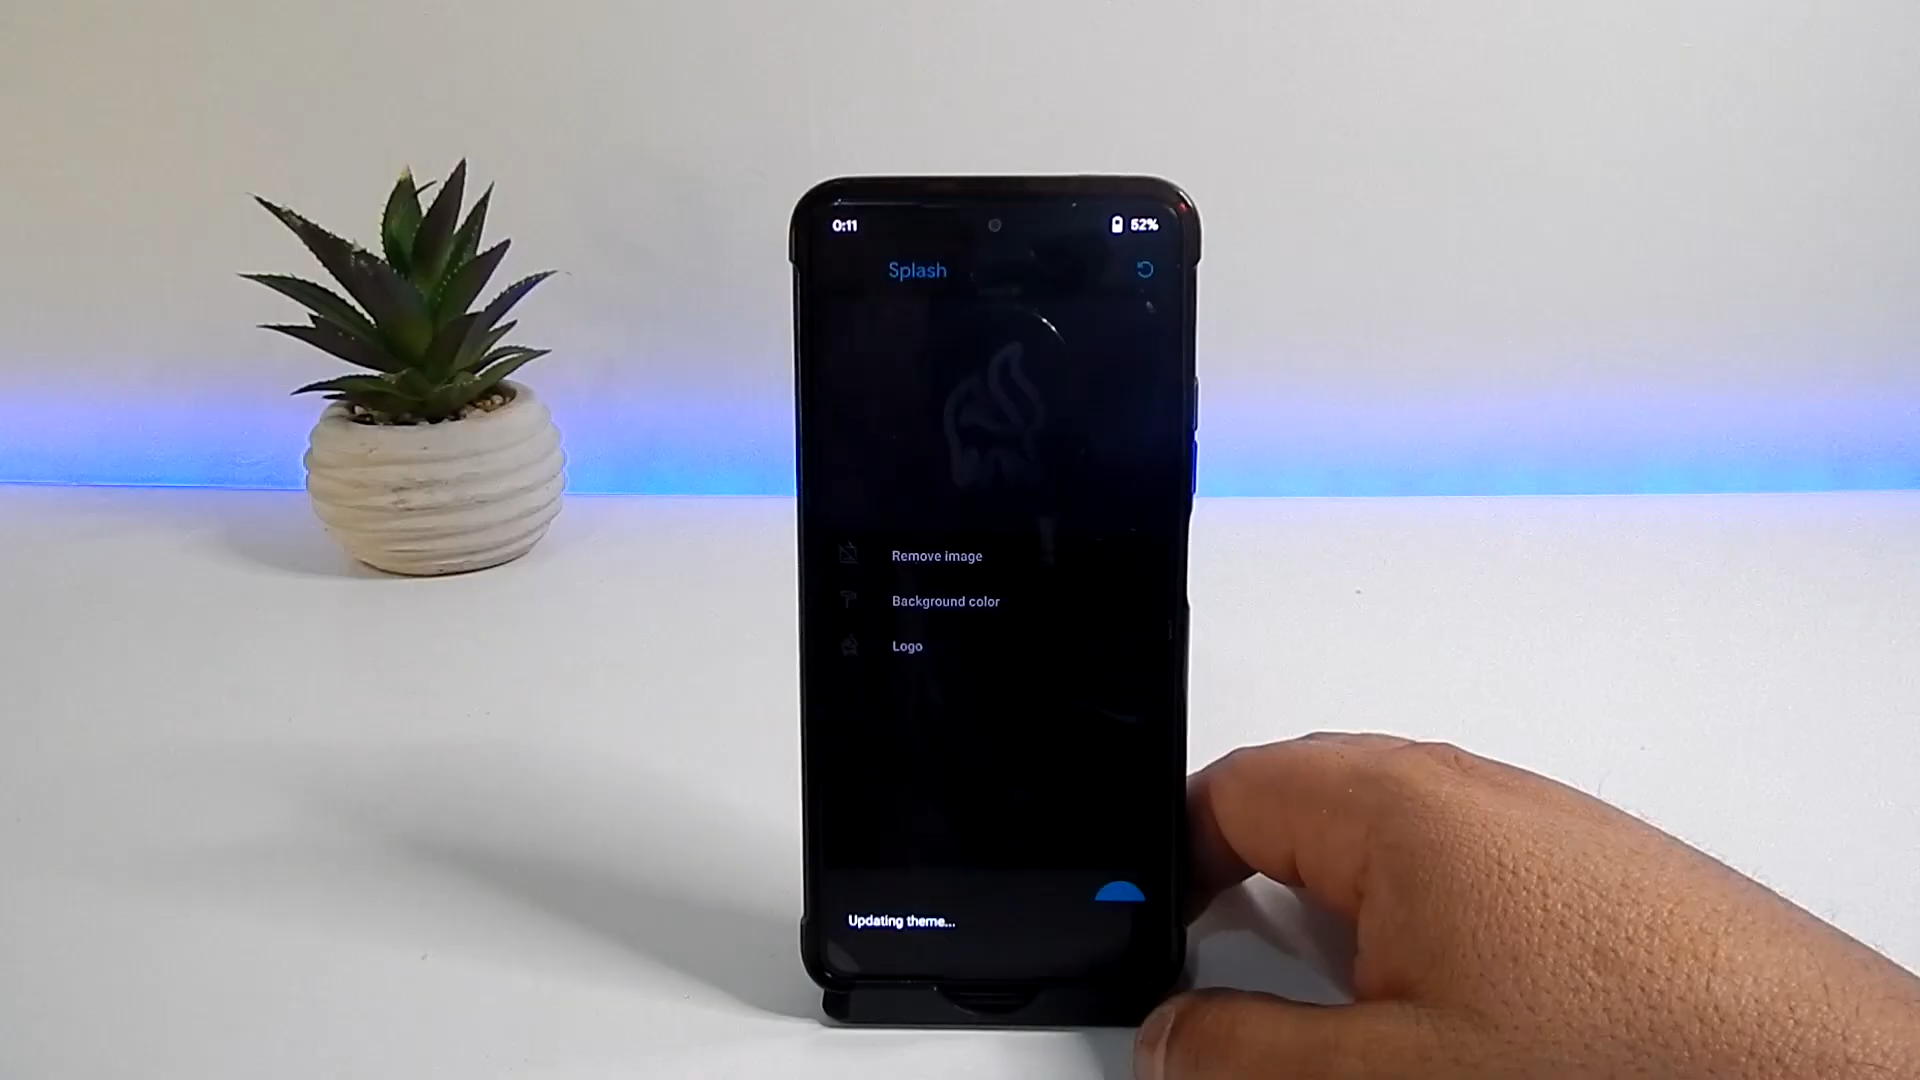 0:11
52%
Splash
Remove image
Background color
Logo
Updating theme...